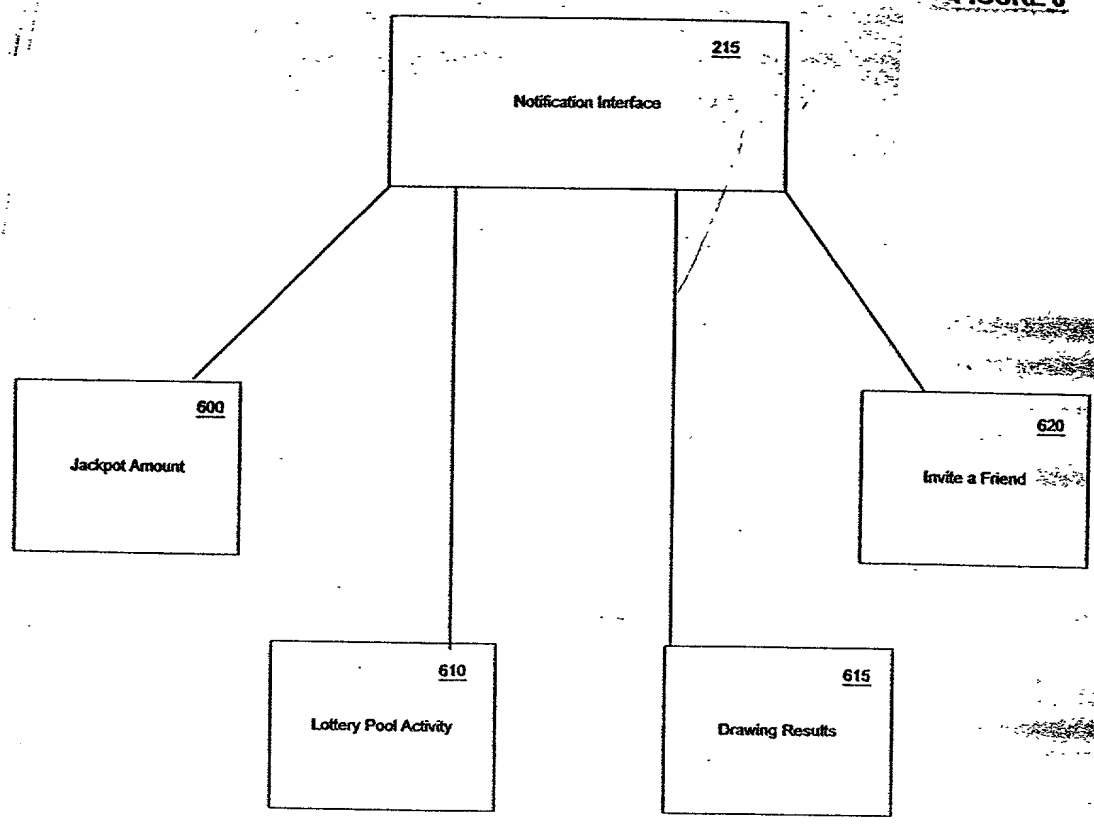 215
Notification Interface
600
Jackpot Amount
620
Invite a Friend
610
Lottery Pool Activity
615
Drawing Results